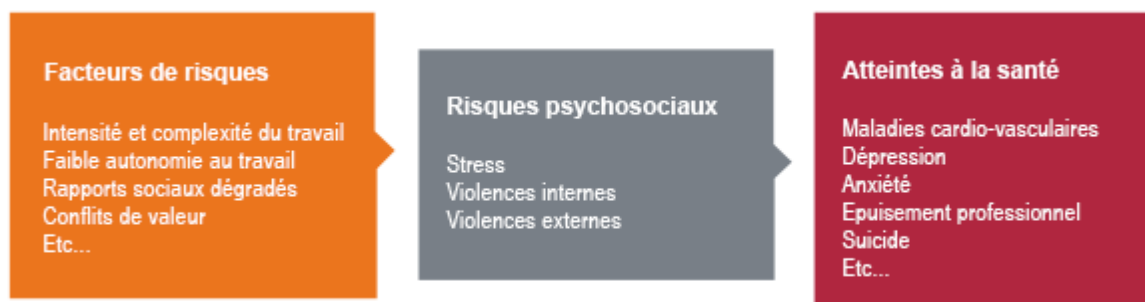 Facteurs de risques
Intensité et complexité du travail
Faible autonomie au travail
Rapports sociaux dégradés
Conflits de valeur
Etc...
Risques psychosociaux
Stress
Violences internes
Violences externes
Atteintes à la santé
Maladies cardio-vasculaires
Dépression
Anxiété
Epuisement professionnel
Suicide
Etc...